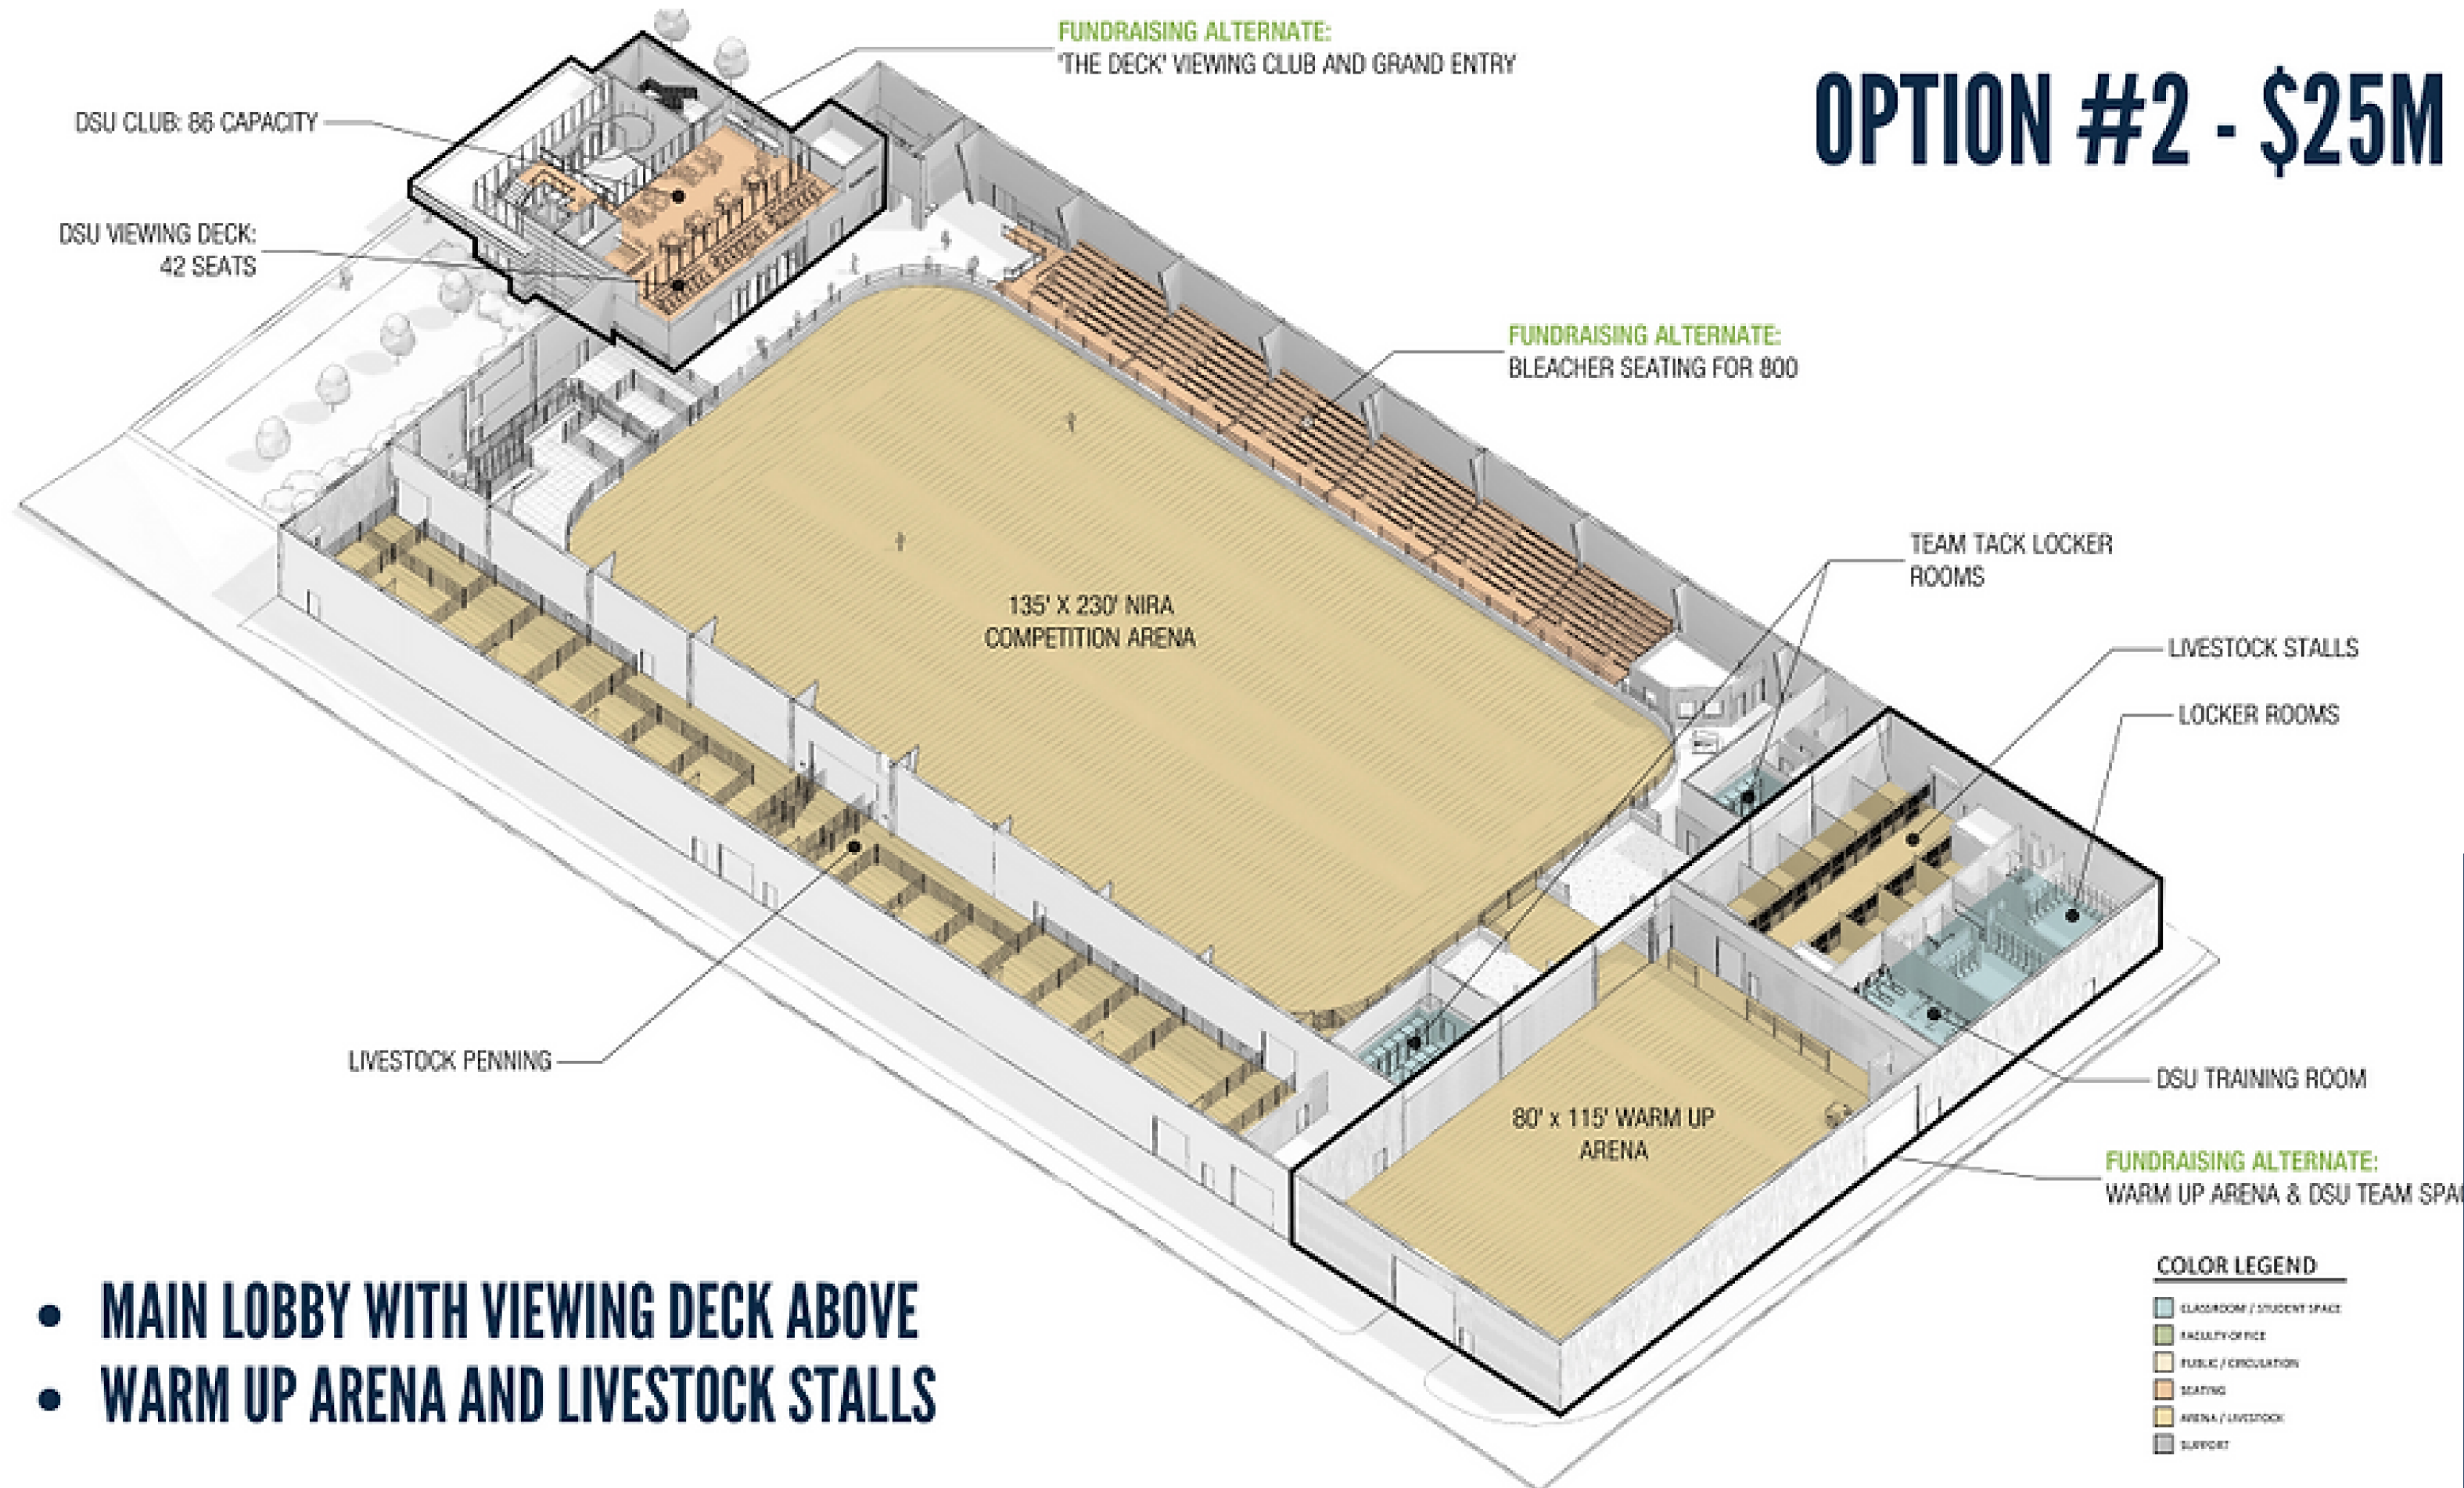 FUNDRAISING ALTERNATE:
'THE DECK' VIEWING CLUB AND GRAND ENTRY
OPTION #2 - $25M
DSU CLUB: 86 CAPACITY
DSU VIEWING DECK:
42 SEATS
FUNDRAISING ALTERNATE:
BLEACHER SEATING FOR 800
TEAM TACK LOCKER
ROOMS
135' X 230' NIRA
COMPETITION ARENA
LIVESTOCK STALLS
LOCKER ROOMS
LIVESTOCK PENNING
DSU TRAINING ROOM
80' x 115' WARM UP
ARENA
FUNDRAISING ALTERNATE:
WARM UP ARENA & DSU TEAM SPA
COLOR LEGEND
CLASSROOM / STUDENT SPACE
FACULTY OFFICE
PUBLIC / CIRCULATION
SEATING
ARENA / LIVESTOCK
SUPPORT
• MAIN LOBBY WITH VIEWING DECK ABOVE
• WARM UP ARENA AND LIVESTOCK STALLS